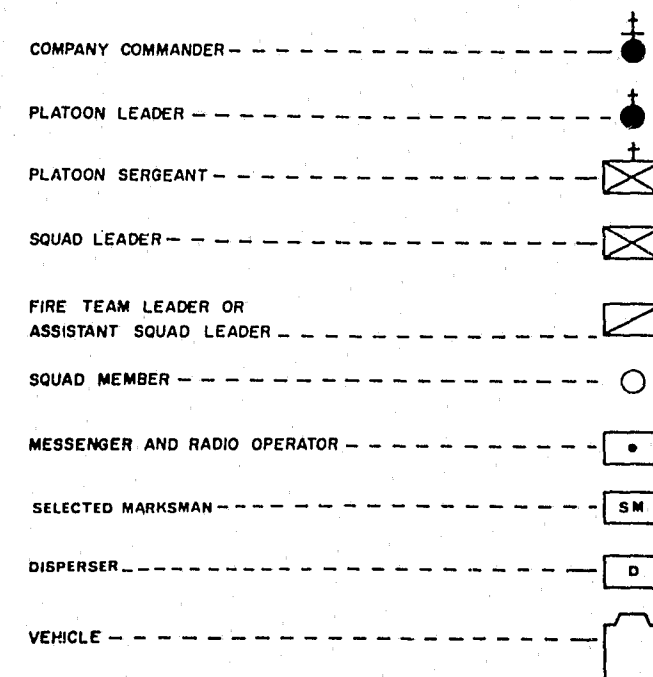 COMPANY COMMANDER
PLATOON LEADER
PLATOON SERGEANT
SQUAD LEADER
FIRE TEAM LEADER OR
ASSISTANT SQUAD LEADER
SQUAD MEMBER
MESSENGER AND RADIO OPERATOR
SELECTED MARKSMAN SM
DISPERSER D
VEHICLE